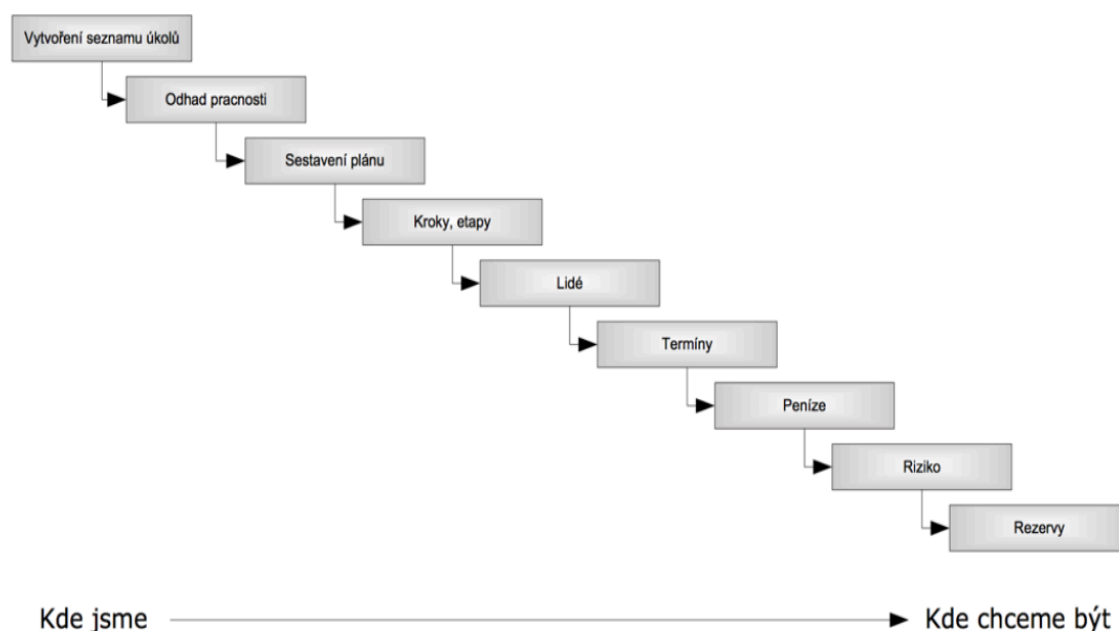 Vytvoření seznamu úkolů
Odhad pracnosti
Sestavení plánu
Kroky, etapy
Lidé
Termíny
Peníze
Riziko
Rezervy
Kde jsme
Kde chceme být